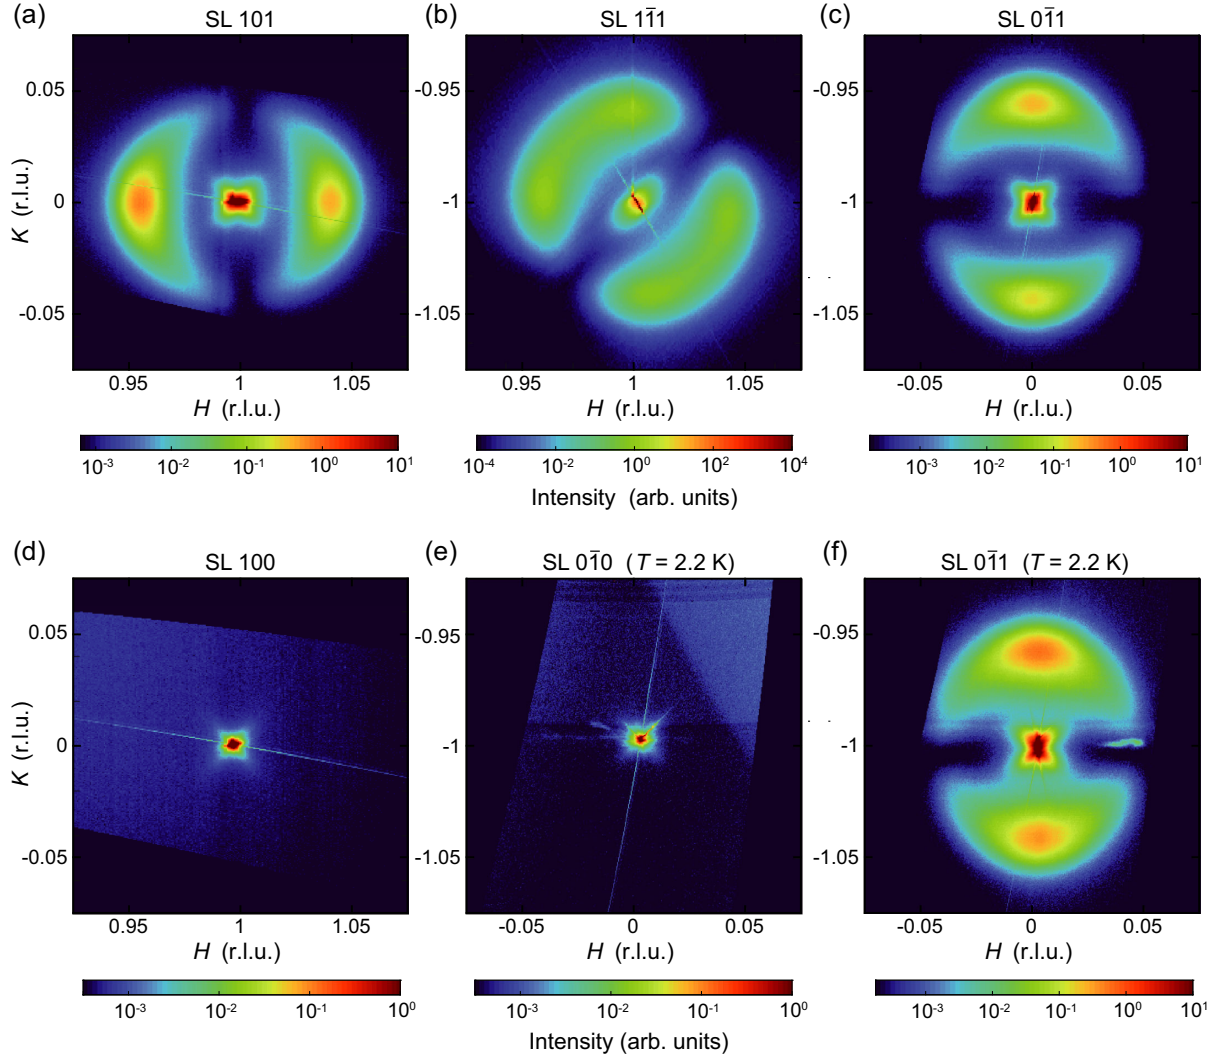 (a) SL 101
(b) SL 11̅1
(c) SL 01̅1
K (r.l.u.)
0.05
0
-0.05
0.95 1 1.05
H (r.l.u.)
-0.95
-1
-1.05
0.95 1 1.05
H (r.l.u.)
-0.95
-1
-1.05
-0.05 0 0.05
H (r.l.u.)
10⁻³ 10⁻² 10⁻¹ 10⁰ 10¹
10⁻⁴ 10⁻² 10⁰ 10² 10⁴
10⁻³ 10⁻² 10⁻¹ 10⁰ 10¹
Intensity (arb. units)
(d) SL 100
(e) SL 01̅0 (T = 2.2 K)
(f) SL 01̅1 (T = 2.2 K)
K (r.l.u.)
0.05
0
-0.05
0.95 1 1.05
H (r.l.u.)
-0.95
-1
-1.05
-0.05 0 0.05
H (r.l.u.)
-0.95
-1
-1.05
-0.05 0 0.05
H (r.l.u.)
10⁻³ 10⁻² 10⁻¹ 10⁰
10⁻³ 10⁻² 10⁻¹ 10⁰
10⁻³ 10⁻² 10⁻¹ 10⁰ 10¹
Intensity (arb. units)